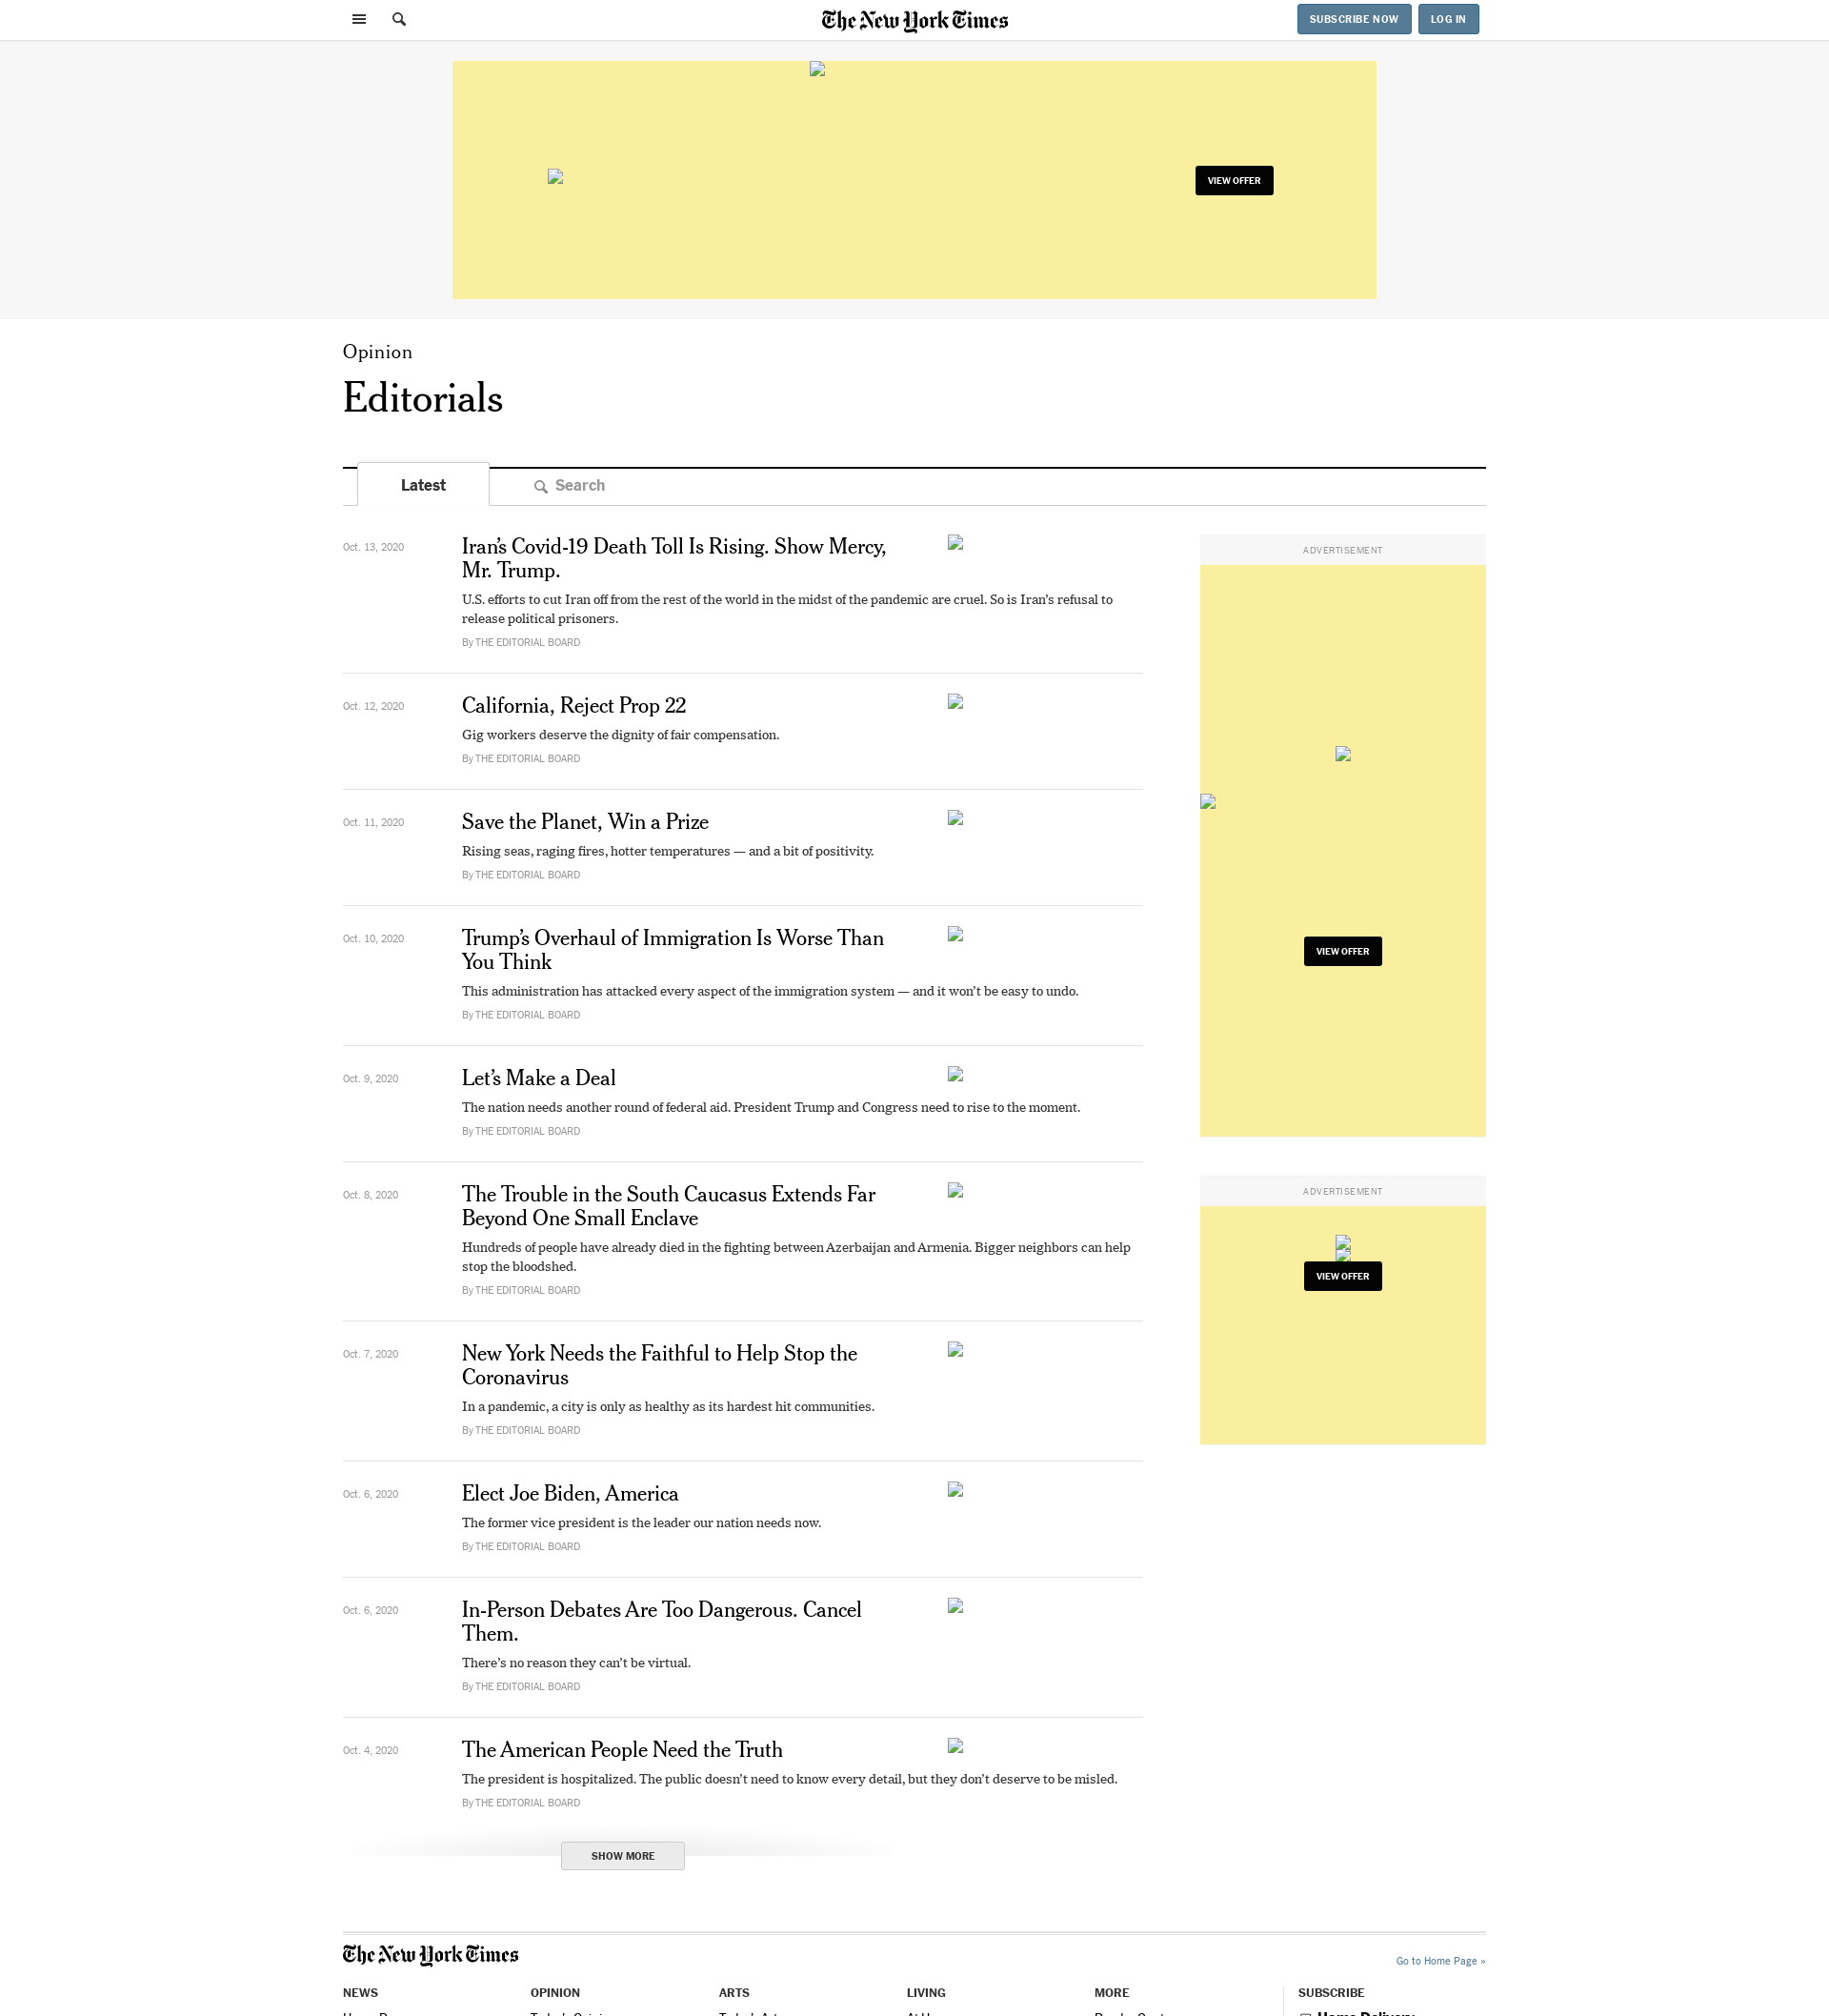 The New York Times
SUBSCRIBE NOW
LOG IN
VIEW OFFER
Opinion
Editorials
Latest
Search
Oct. 13, 2020
Iran’s Covid-19 Death Toll Is Rising. Show Mercy,
Mr. Trump.
U.S. efforts to cut Iran off from the rest of the world in the midst of the pandemic are cruel. So is Iran’s refusal to
release political prisoners.
By THE EDITORIAL BOARD
Oct. 12, 2020
California, Reject Prop 22
Gig workers deserve the dignity of fair compensation.
By THE EDITORIAL BOARD
Oct. 11, 2020
Save the Planet, Win a Prize
Rising seas, raging fires, hotter temperatures — and a bit of positivity.
By THE EDITORIAL BOARD
Oct. 10, 2020
Trump’s Overhaul of Immigration Is Worse Than
You Think
This administration has attacked every aspect of the immigration system — and it won’t be easy to undo.
By THE EDITORIAL BOARD
Oct. 9, 2020
Let’s Make a Deal
The nation needs another round of federal aid. President Trump and Congress need to rise to the moment.
By THE EDITORIAL BOARD
Oct. 8, 2020
The Trouble in the South Caucasus Extends Far
Beyond One Small Enclave
Hundreds of people have already died in the fighting between Azerbaijan and Armenia. Bigger neighbors can help
stop the bloodshed.
By THE EDITORIAL BOARD
Oct. 7, 2020
New York Needs the Faithful to Help Stop the
Coronavirus
In a pandemic, a city is only as healthy as its hardest hit communities.
By THE EDITORIAL BOARD
Oct. 6, 2020
Elect Joe Biden, America
The former vice president is the leader our nation needs now.
By THE EDITORIAL BOARD
Oct. 6, 2020
In-Person Debates Are Too Dangerous. Cancel
Them.
There’s no reason they can’t be virtual.
By THE EDITORIAL BOARD
Oct. 4, 2020
The American People Need the Truth
The president is hospitalized. The public doesn’t need to know every detail, but they don’t deserve to be misled.
By THE EDITORIAL BOARD
SHOW MORE
ADVERTISEMENT
VIEW OFFER
ADVERTISEMENT
VIEW OFFER
The New York Times
Go to Home Page »
NEWS
OPINION
ARTS
LIVING
MORE
SUBSCRIBE
Home Delivery